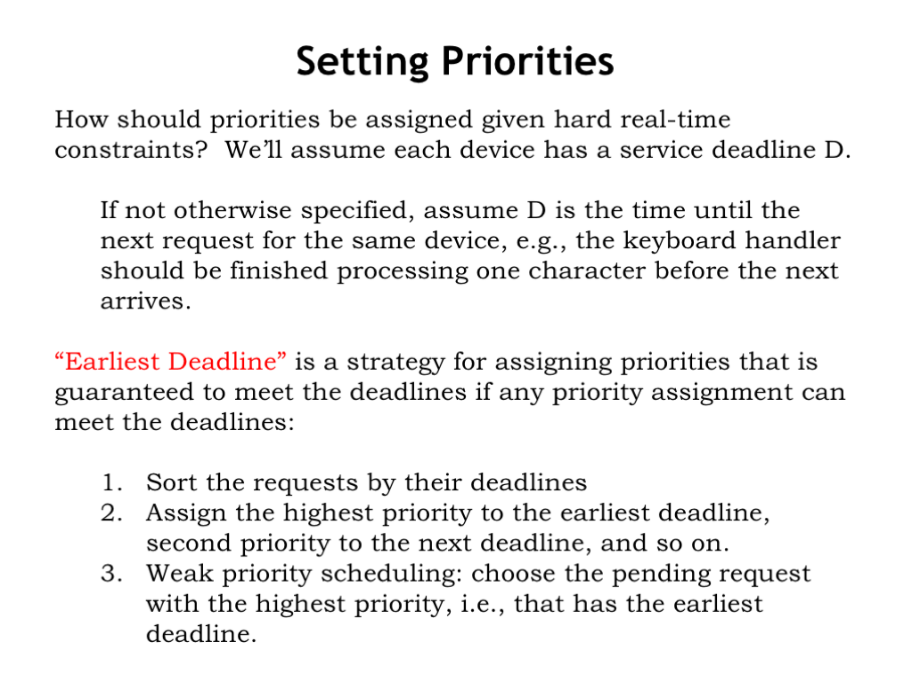 Setting Priorities
How should priorities be assigned given hard real-time
constraints?  We’ll assume each device has a service deadline D.
If not otherwise specified, assume D is the time until the
next request for the same device, e.g., the keyboard handler
should be finished processing one character before the next
arrives.
“Earliest Deadline” is a strategy for assigning priorities that is
guaranteed to meet the deadlines if any priority assignment can
meet the deadlines:
1. Sort the requests by their deadlines
2. Assign the highest priority to the earliest deadline,
second priority to the next deadline, and so on.
3. Weak priority scheduling: choose the pending request
with the highest priority, i.e., that has the earliest
deadline.